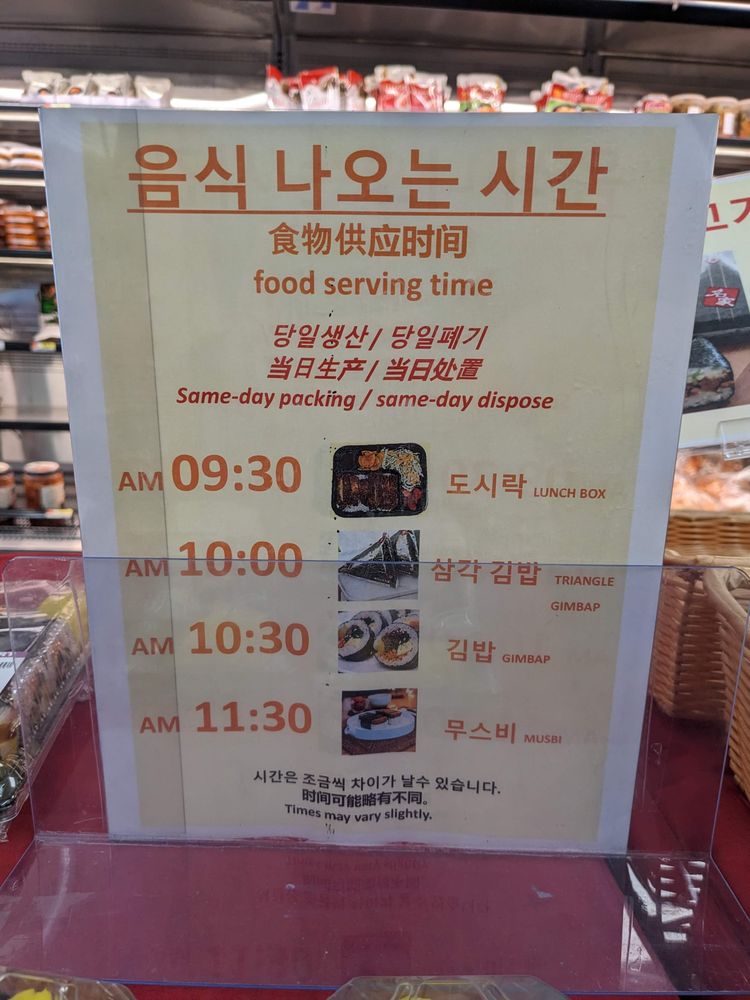 음식 나오는 시간
食物供应时间
food serving time
당일생산 / 당일폐기
当日生产 / 当日处置
Same-day packing / same-day dispose
AM 09:30 도시락 LUNCH BOX
AM 10:00 삼각 김밥 TRIANGLE
GIMBAP
AM 10:30 김밥 GIMBAP
AM 11:30 무스비 MUSBI
시간은 조금씩 차이가 날수 있습니다.
时间可能略有不同。
Times may vary slightly.